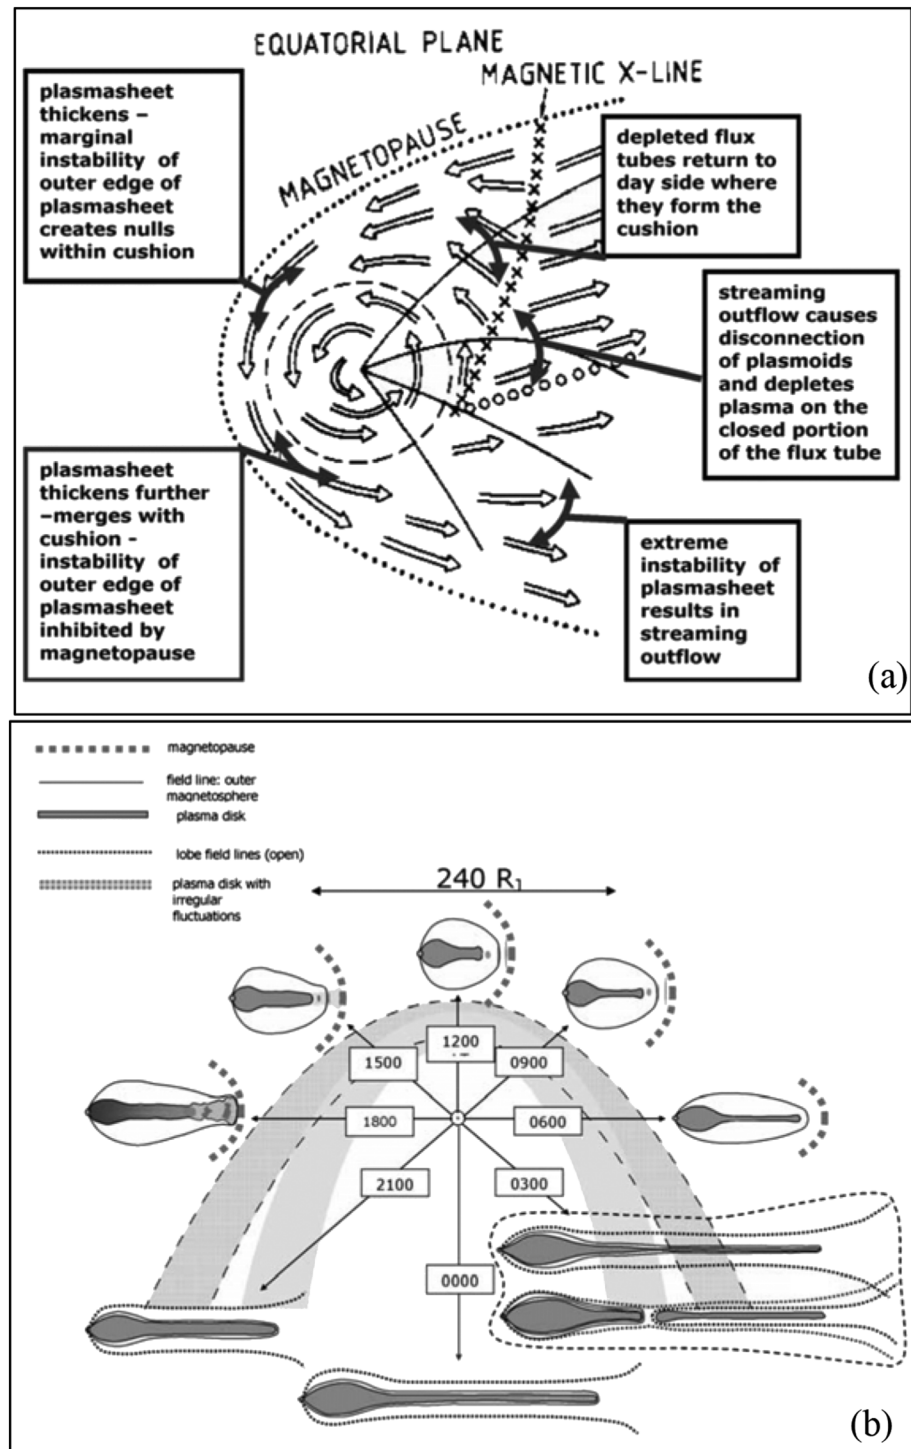 EQUATORIAL PLANE
MAGNETIC X-LINE
MAGNETOPAUSE
plasmasheet
thickens –
marginal
instability of
outer edge of
plasmasheet
creates nulls
within cushion
depleted flux
tubes return to
day side where
they form the
cushion
streaming
outflow causes
disconnection
of plasmoids
and depletes
plasma on the
closed portion
of the flux tube
plasmasheet
thickens further
–merges with
cushion -
instability of
outer edge of
plasmasheet
inhibited by
magnetopause
extreme
instability of
plasmasheet
results in
streaming
outflow
(a)
magnetopause
field line: outer
magnetosphere
plasma disk
lobe field lines (open)
plasma disk with
irregular
fluctuations
240 RJ
1200
1500
0900
1800
0600
2100
0300
0000
(b)